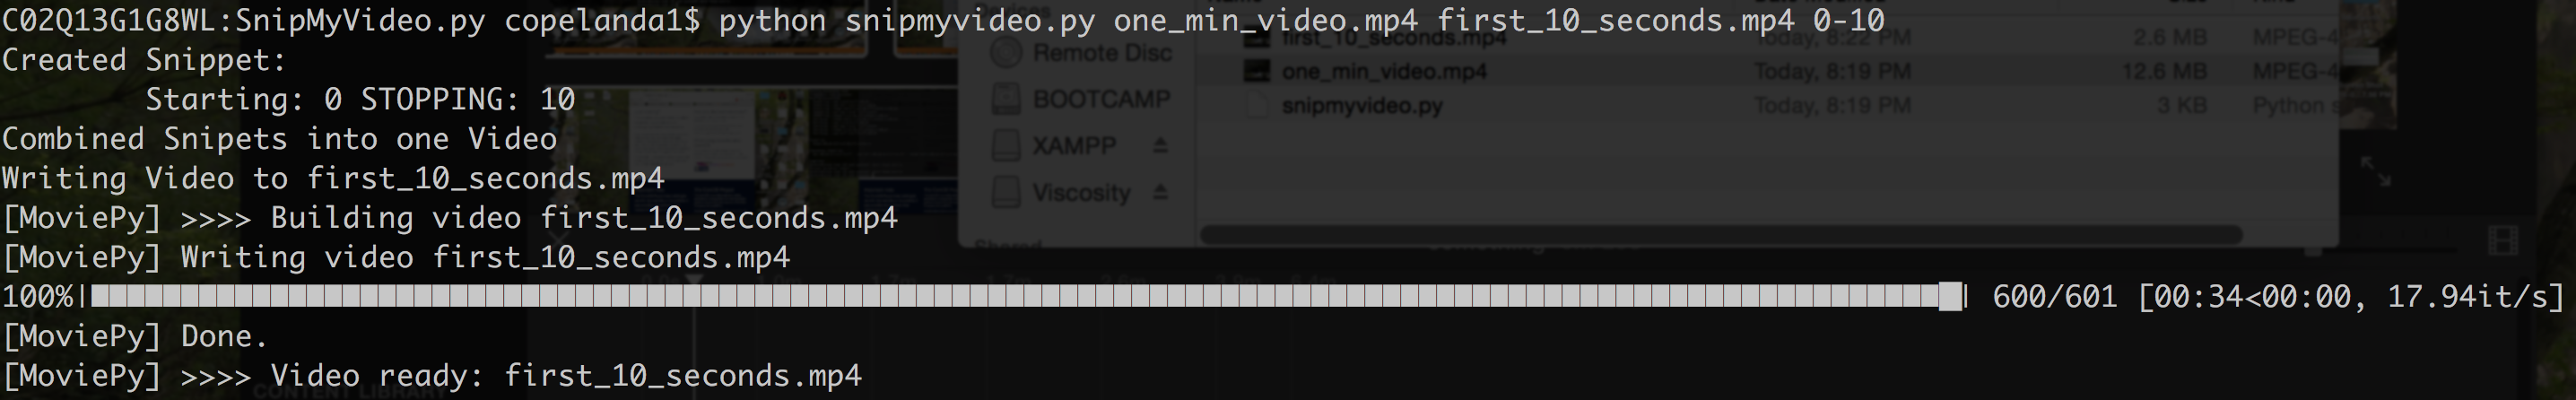 C02Q13G1G8WL:SnipMyVideo.py copelanda1$ python snipmyvideo.py one_min_video.mp4 first_10_seconds.mp4 0-10
Created Snippet:
        Starting: 0 STOPPING: 10
Combined Snipets into one Video
Writing Video to first_10_seconds.mp4
[MoviePy] >>>> Building video first_10_seconds.mp4
[MoviePy] Writing video first_10_seconds.mp4
100%| 600/601 [00:34<00:00, 17.94it/s]
[MoviePy] Done.
[MoviePy] >>>> Video ready: first_10_seconds.mp4
first_10_seconds.mp4 Today, 8:22 PM 2.6 MB MPEG-4
Remote Disc
one_min_video.mp4 Today, 8:19 PM 12.6 MB MPEG-4
BOOTCAMP
snipmyvideo.py Today, 8:19 PM 3 KB Python s
XAMPP
Viscosity
Shared
CONTENT LIBRARY